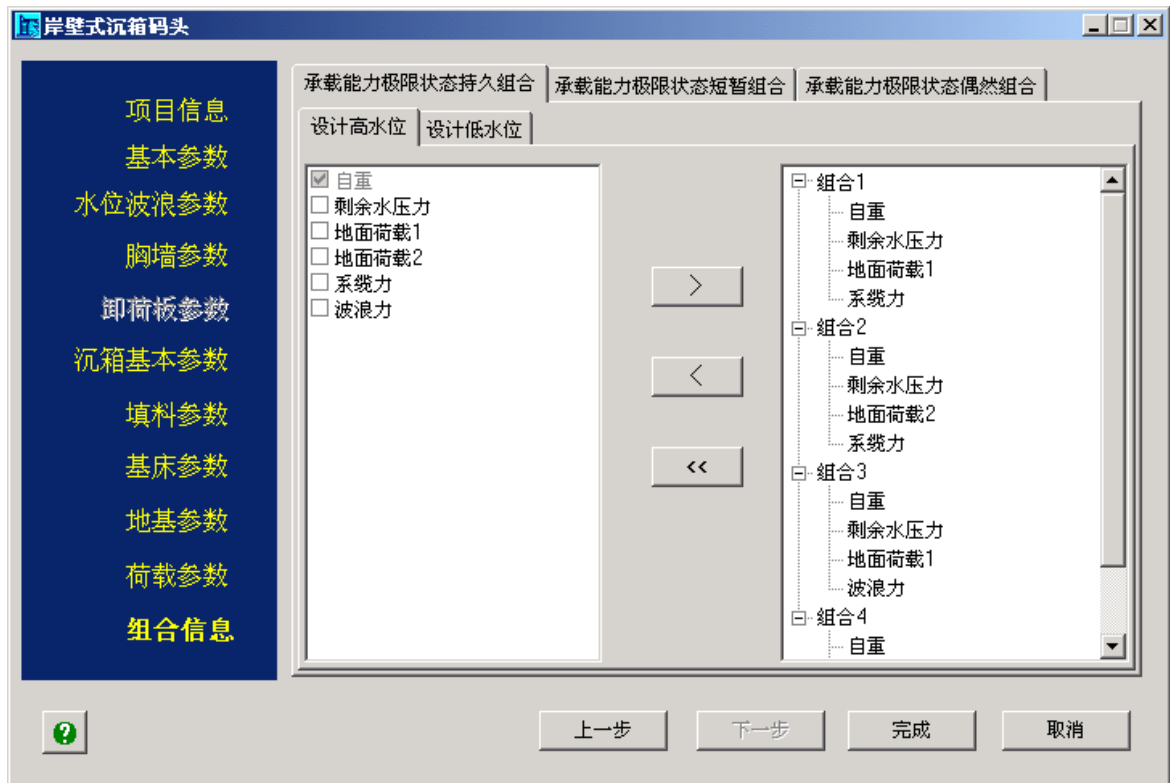 岸壁式沉箱码头
项目信息
基本参数
水位波浪参数
胸墙参数
卸荷板参数
沉箱基本参数
填料参数
基床参数
地基参数
荷载参数
组合信息
承载能力极限状态持久组合 承载能力极限状态短暂组合 承载能力极限状态偶然组合
设计高水位 设计低水位
自重
剩余水压力
地面荷载1
地面荷载2
系缆力
波浪力
>
<
<<
组合1
自重
剩余水压力
地面荷载1
系缆力
组合2
自重
剩余水压力
地面荷载2
系缆力
组合3
自重
剩余水压力
地面荷载1
波浪力
组合4
自重
?
上一步 下一步 完成 取消